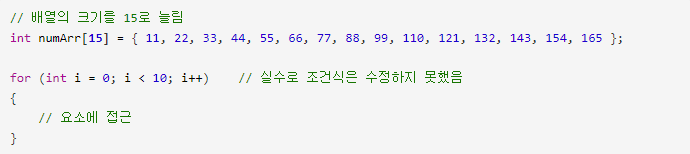 // 배열의 크기를 15로 늘림
int numArr[15] = { 11, 22, 33, 44, 55, 66, 77, 88, 99, 110, 121, 132, 143, 154, 165 };
for (int i = 0; i < 10; i++)    // 실수로 조건식은 수정하지 못했음
{
    // 요소에 접근
}